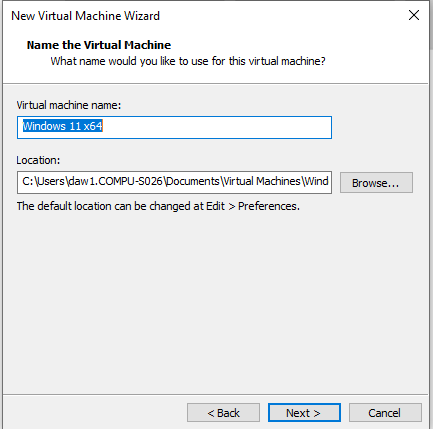 New Virtual Machine Wizard
Name the Virtual Machine
What name would you like to use for this virtual machine?
Virtual machine name:
Windows 11 x64
Location:
C:\Users\daw1.COMPU-S026\Documents\Virtual Machines\Wind
Browse...
The default location can be changed at Edit > Preferences.
< Back
Next >
Cancel